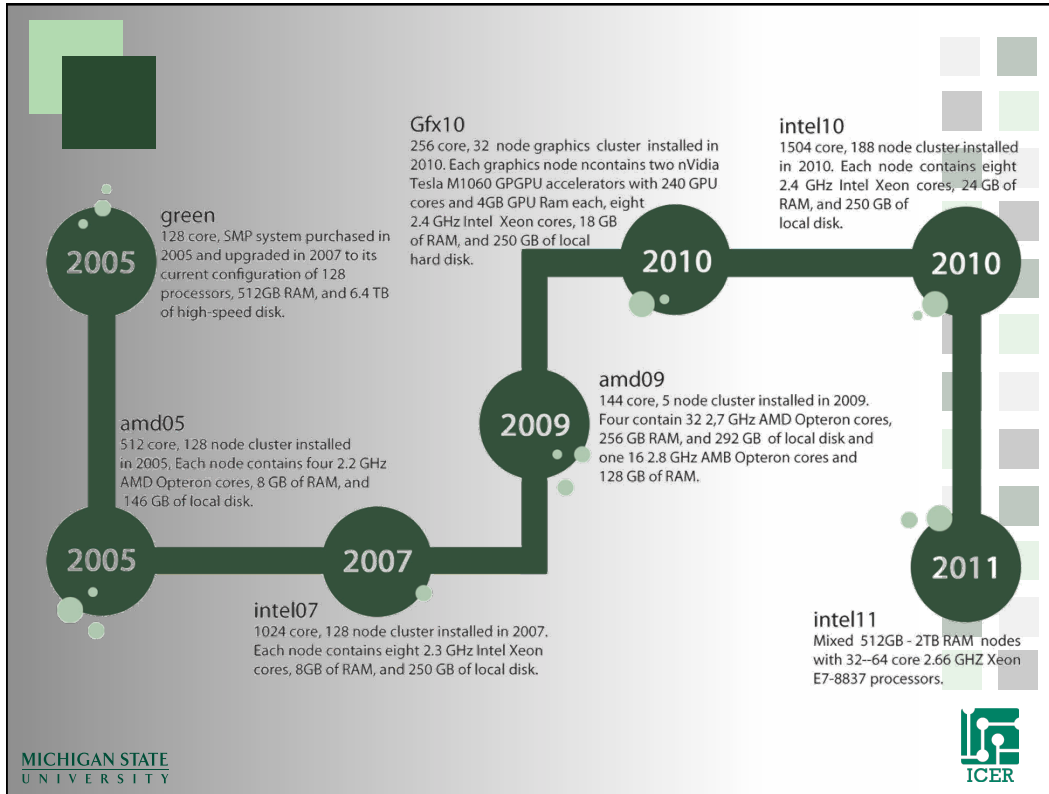 2005
green
128 core, SMP system purchased in
2005 and upgraded in 2007 to its
current configuration of 128
processors, 512GB RAM, and 6.4 TB
of high-speed disk.
amd05
512 core, 128 node cluster installed
in 2005, Each node contains four 2.2 GHz
AMD Opteron cores, 8 GB of RAM, and
146 GB of local disk.
2005
2007
intel07
1024 core, 128 node cluster installed in 2007.
Each node contains eight 2.3 GHz Intel Xeon
cores, 8GB of RAM, and 250 GB of local disk.
2009
amd09
144 core, 5 node cluster installed in 2009.
Four contain 32 2,7 GHz AMD Opteron cores,
256 GB RAM, and 292 GB of local disk and
one 16 2.8 GHz AMB Opteron cores and
128 GB of RAM.
Gfx10
256 core, 32 node graphics cluster installed in
2010. Each graphics node ncontains two nVidia
Tesla M1060 GPGPU accelerators with 240 GPU
cores and 4GB GPU Ram each, eight
2.4 GHz Intel Xeon cores, 18 GB
of RAM, and 250 GB of local
hard disk.
2010
intel10
1504 core, 188 node cluster installed
in 2010. Each node contains eight
2.4 GHz Intel Xeon cores, 24 GB of
RAM, and 250 GB of
local disk.
2010
2011
intel11
Mixed 512GB - 2TB RAM nodes
with 32--64 core 2.66 GHZ Xeon
E7-8837 processors.
MICHIGAN STATE
UNIVERSITY
ICER